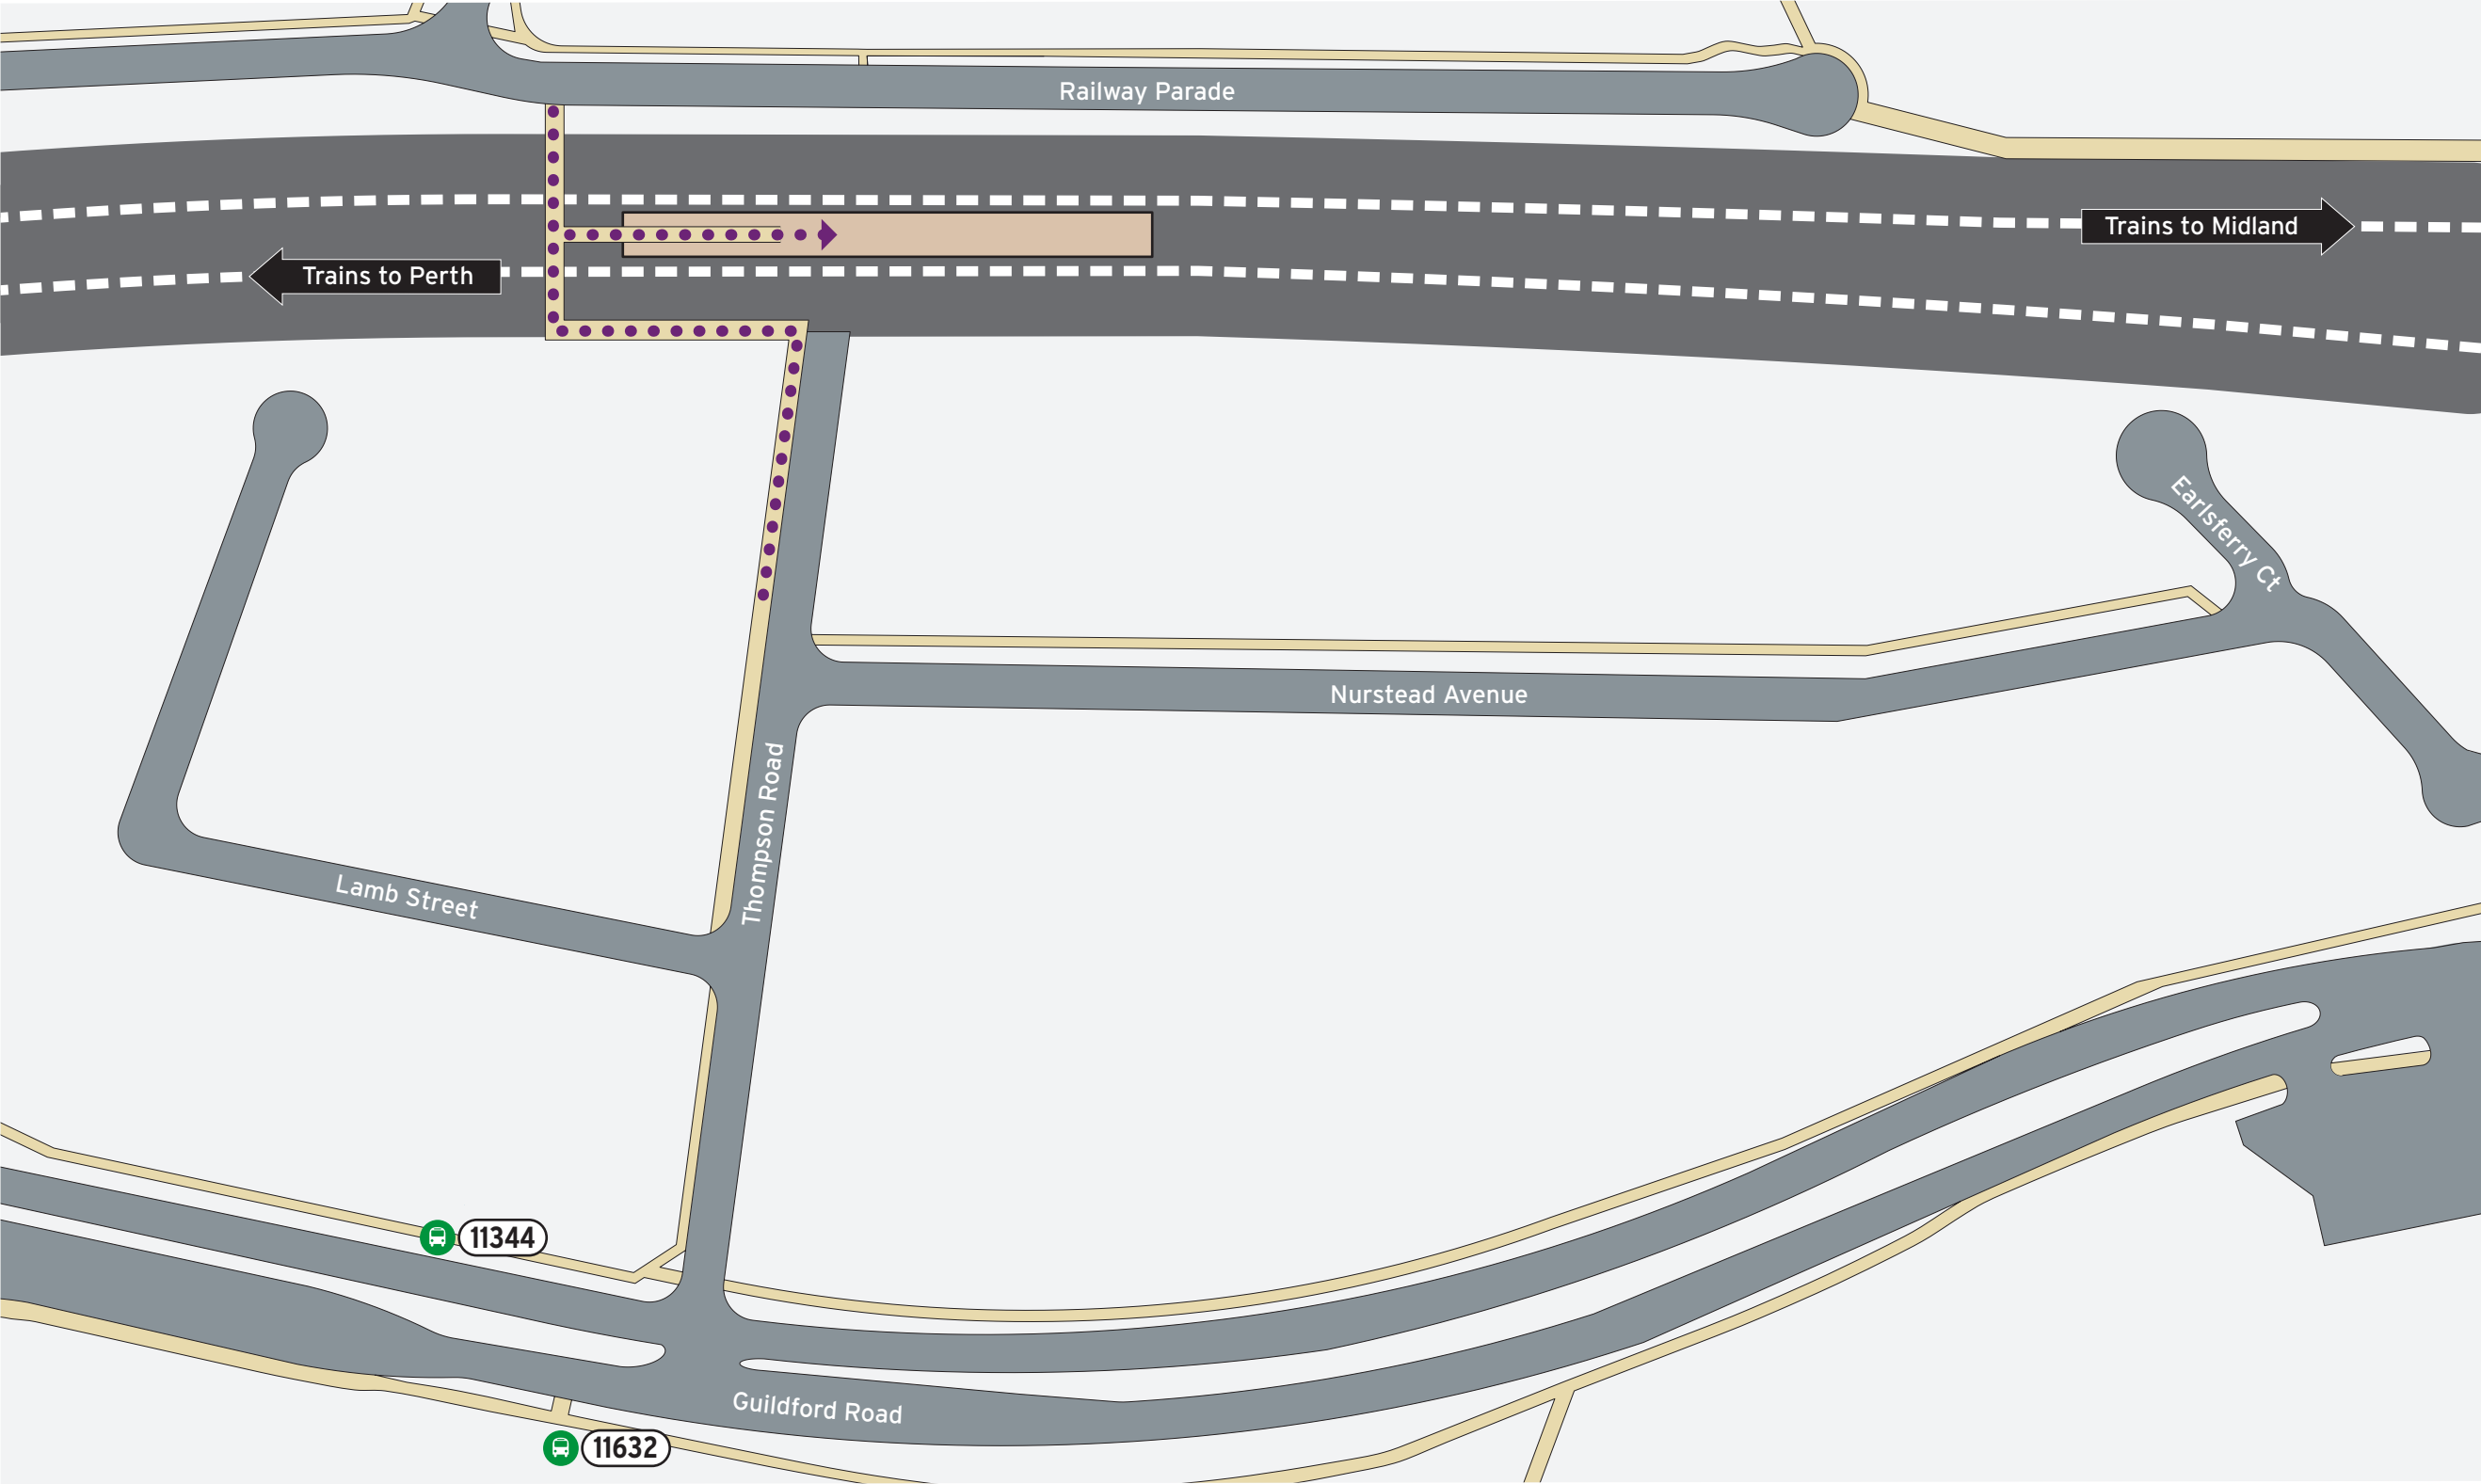 Railway Parade
Trains to Midland
Trains to Perth
Earlsferry Ct
Nurstead Avenue
Thompson Road
Lamb Street
11344
Guildford Road
11632